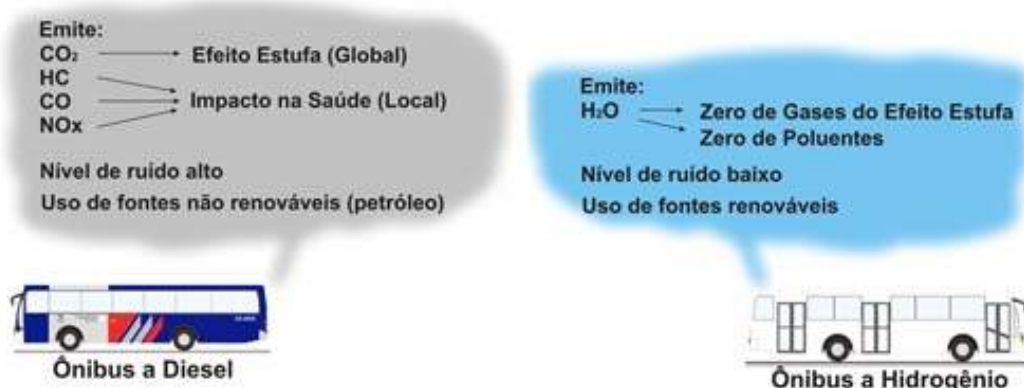 Emite:
CO₂ Efeito Estufa (Global)
HC
CO Impacto na Saúde (Local)
NOx
Nível de ruído alto
Uso de fontes não renováveis (petróleo)
Ônibus a Diesel
Emite:
H₂O Zero de Gases do Efeito Estufa
Zero de Poluentes
Nível de ruído baixo
Uso de fontes renováveis
Ônibus a Hidrogênio